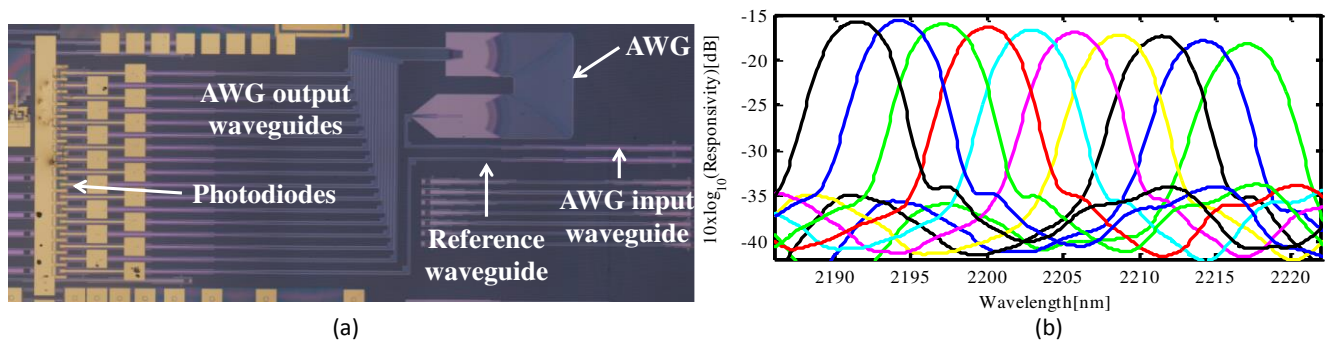 AWG
AWG output
waveguides
Photodiodes
Reference
waveguide
AWG input
waveguide
(a)
-15
-20
-25
-30
-35
-40
10xlog10(Responsivity)[dB]
2190 2195 2200 2205 2210 2215 2220
Wavelength[nm]
(b)